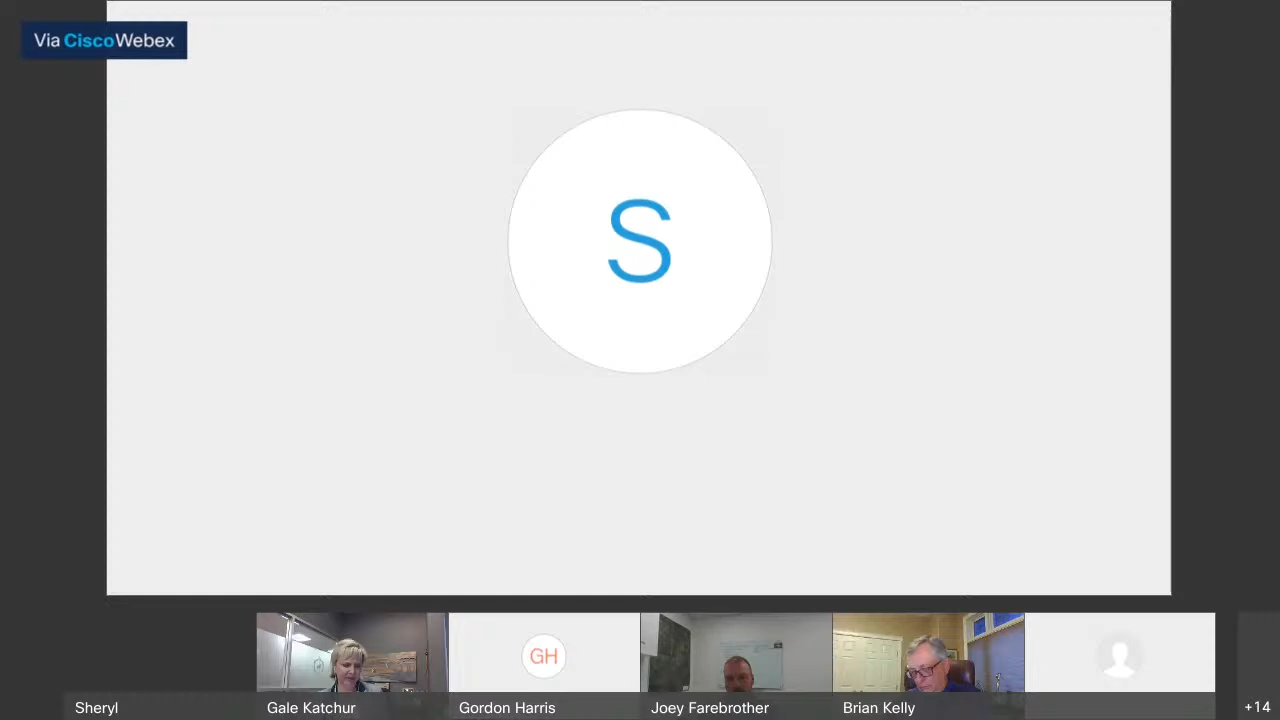 Via CiscoWebex
S
GH
Sheryl
Gale Katchur
Gordon Harris
Joey Farebrother
Brian Kelly
+14